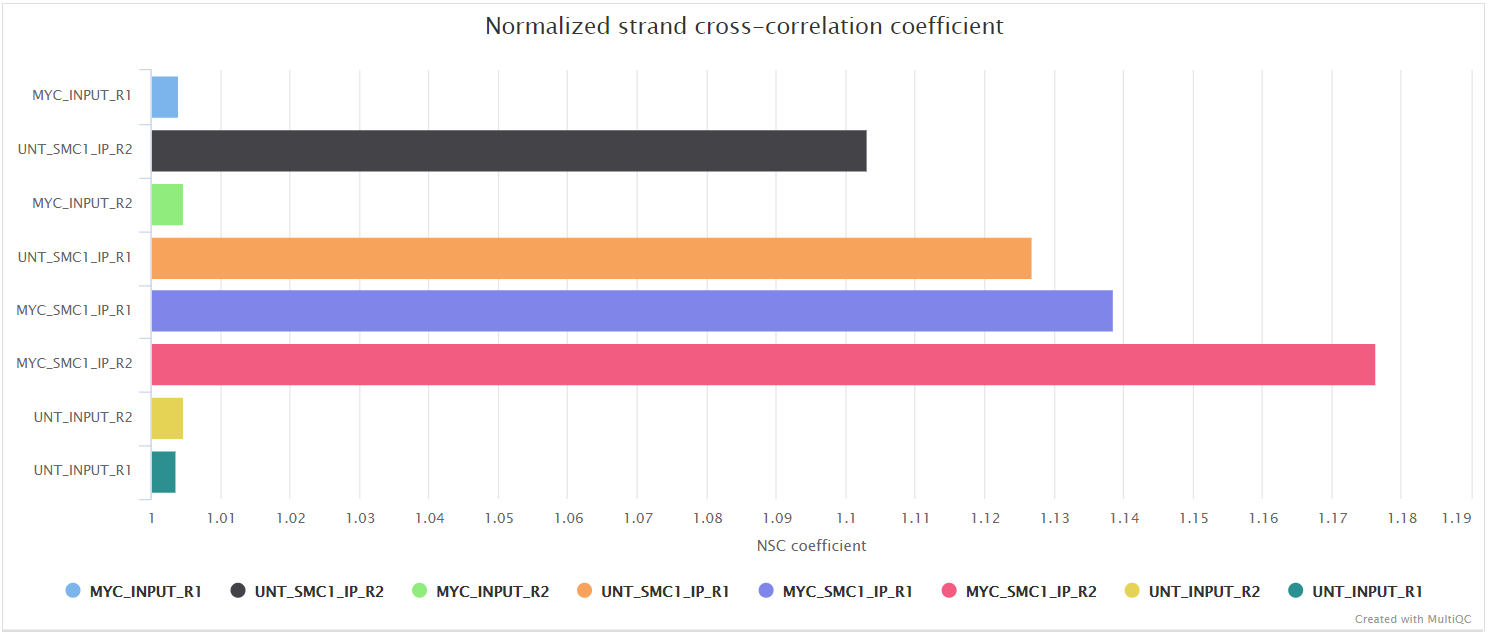 Normalized strand cross-correlation coefficient
MYC_INPUT_R1
UNT_SMC1_IP_R2
MYC_INPUT_R2
UNT_SMC1_IP_R1
MYC_SMC1_IP_R1
MYC_SMC1_IP_R2
UNT_INPUT_R2
UNT_INPUT_R1
1 1.01 1.02 1.03 1.04 1.05 1.06 1.07 1.08 1.09 1.1 1.11 1.12 1.13 1.14 1.15 1.16 1.17 1.18 1.19
NSC coefficient
MYC_INPUT_R1 UNT_SMC1_IP_R2 MYC_INPUT_R2 UNT_SMC1_IP_R1 MYC_SMC1_IP_R1 MYC_SMC1_IP_R2 UNT_INPUT_R2 UNT_INPUT_R1
Created with MultiQC